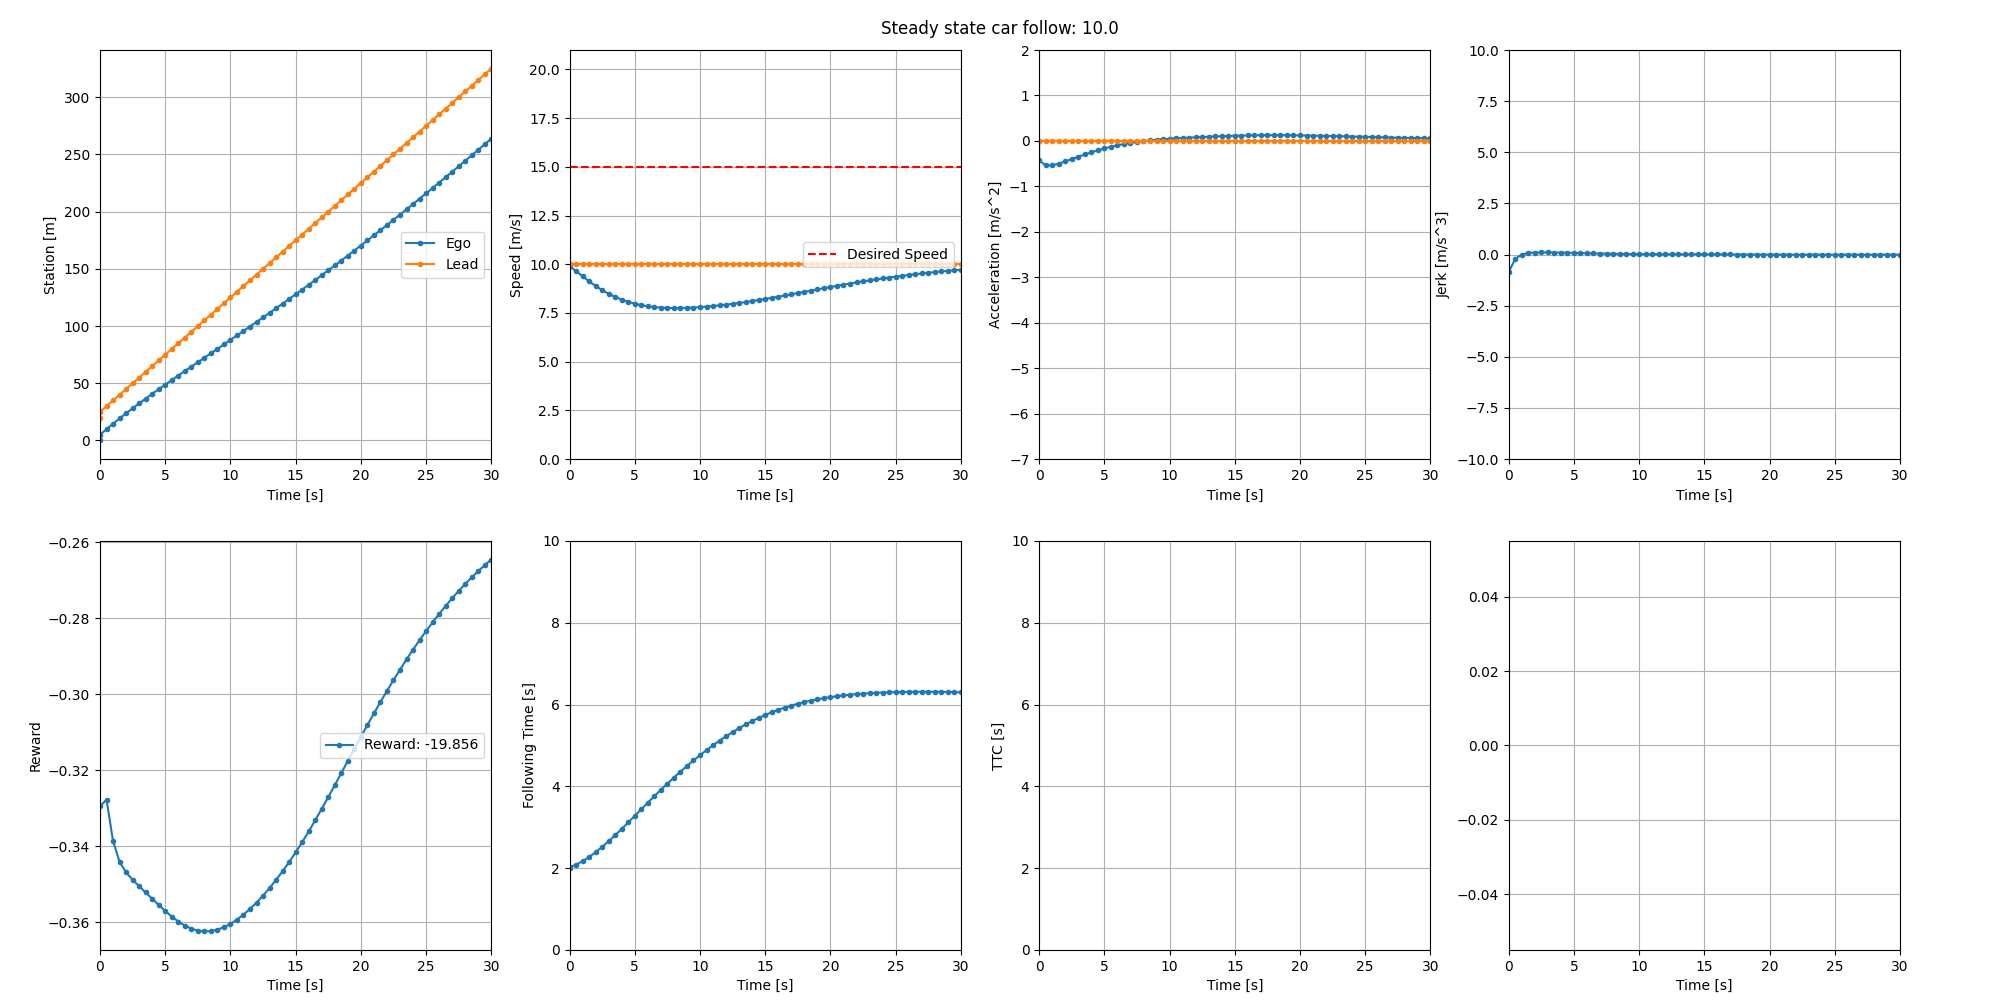 Steady state car follow: 10.0
Station [m]
300
250
200
150
100
50
0
Ego
Lead
0 5 10 15 20 25 30
Time [s]
Speed [m/s]
20.0
17.5
15.0
12.5
10.0
7.5
5.0
2.5
0.0
Desired Speed
0 5 10 15 20 25 30
Time [s]
Acceleration [m/s^2]
2
1
0
−1
−2
−3
−4
−5
−6
−7
0 5 10 15 20 25 30
Time [s]
Jerk [m/s^3]
10.0
7.5
5.0
2.5
0.0
−2.5
−5.0
−7.5
−10.0
0 5 10 15 20 25 30
Time [s]
Reward
−0.26
−0.28
−0.30
−0.32
−0.34
−0.36
Reward: -19.856
0 5 10 15 20 25 30
Time [s]
Following Time [s]
10
8
6
4
2
0
0 5 10 15 20 25 30
Time [s]
TTC [s]
10
8
6
4
2
0
0 5 10 15 20 25 30
Time [s]
0.04
0.02
0.00
−0.02
−0.04
0 5 10 15 20 25 30
Time [s]